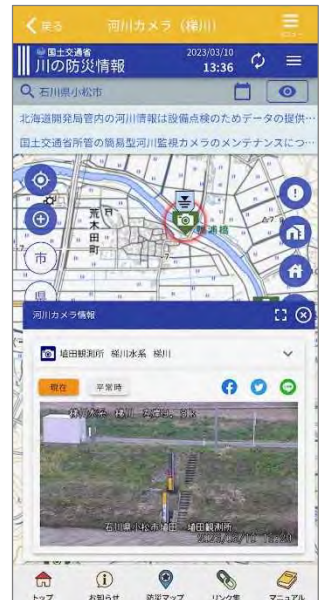 戻る 河川カメラ（梯川）
国土交通省
川の防災情報
2023/03/10
13:36
石川県小松市
北海道開発局管内の河川情報は設備点検のためデータの提供…
国土交通省所管の簡易型河川監視カメラのメンテナンスにつ…
荒木田町
市
県
河川カメラ情報
埴田観測所 梯川水系 梯川
現在 平常時
石川県小松市埴田 埴田観測所
トップ お知らせ 防災マップ リンク集 マニュアル